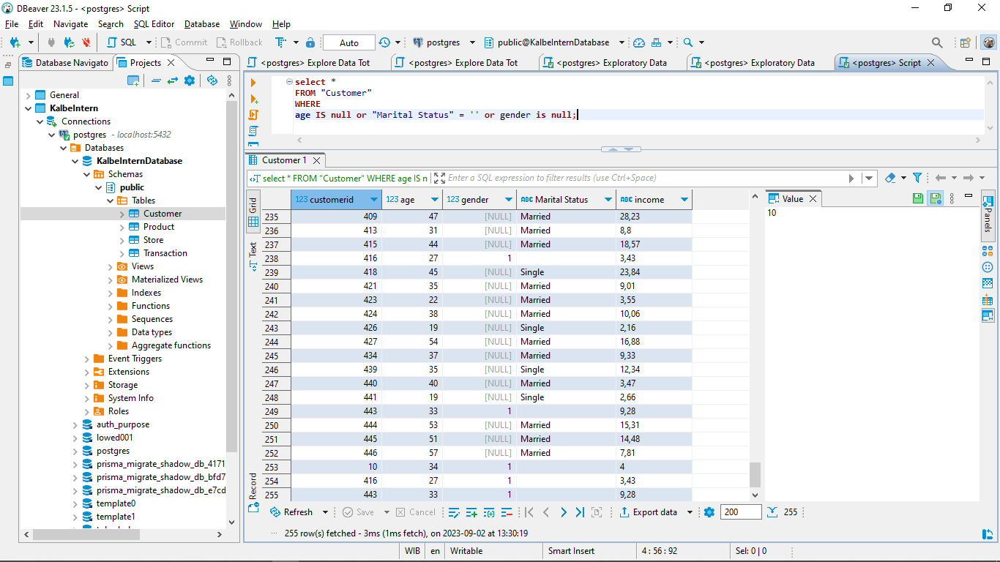 DBeaver 23.1.5 - <postgres> Script
File Edit Navigate Search SQL Editor Database Window Help
SQL Commit Rollback Auto postgres public@KalbeInternDatabase
Database Navigato Projects
<postgres> Explore Data Tot <postgres> Explore Data Tot <postgres> Exploratory Data <postgres> Exploratory Data <postgres> Script
General
KalbeIntern
Connections
postgres - localhost:5432
Databases
KalbeInternDatabase
Schemas
public
Tables
Customer
Product
Store
Transaction
Views
Materialized Views
Indexes
Functions
Sequences
Data types
Aggregate functions
Event Triggers
Extensions
Storage
System Info
Roles
auth_purpose
lowed001
postgres
prisma_migrate_shadow_db_4171
prisma_migrate_shadow_db_bfd7
prisma_migrate_shadow_db_e7cd
template0
template1
select *
FROM "Customer"
WHERE
age IS null or "Marital Status" = '' or gender is null;
Customer 1
select * FROM "Customer" WHERE age IS n Enter a SQL expression to filter results (use Ctrl+Space)
Grid
Text
Record
123 customerid 123 age 123 gender ABC Marital Status ABC income
235 409 47 [NULL] Married 28,23
236 413 31 [NULL] Married 8,8
237 415 44 [NULL] Married 18,57
238 416 27 1 3,43
239 418 45 [NULL] Single 23,84
240 421 35 [NULL] Married 9,01
241 423 22 [NULL] Married 3,55
242 424 38 [NULL] Married 10,06
243 426 19 [NULL] Single 2,16
244 427 54 [NULL] Married 16,88
245 434 37 [NULL] Married 9,33
246 439 35 [NULL] Single 12,34
247 440 40 [NULL] Married 3,47
248 441 19 [NULL] Single 2,66
249 443 33 1 9,28
250 444 53 [NULL] Married 15,31
251 445 51 [NULL] Married 14,48
252 446 57 [NULL] Married 7,81
253 10 34 1 4
254 416 27 1 3,43
255 443 33 1 9,28
Value
10
Panels
Refresh Save Cancel Export data 200 255
255 row(s) fetched - 3ms (1ms fetch), on 2023-09-02 at 13:30:19
WIB en Writable Smart Insert 4 : 56 : 92 Sel: 0 | 0